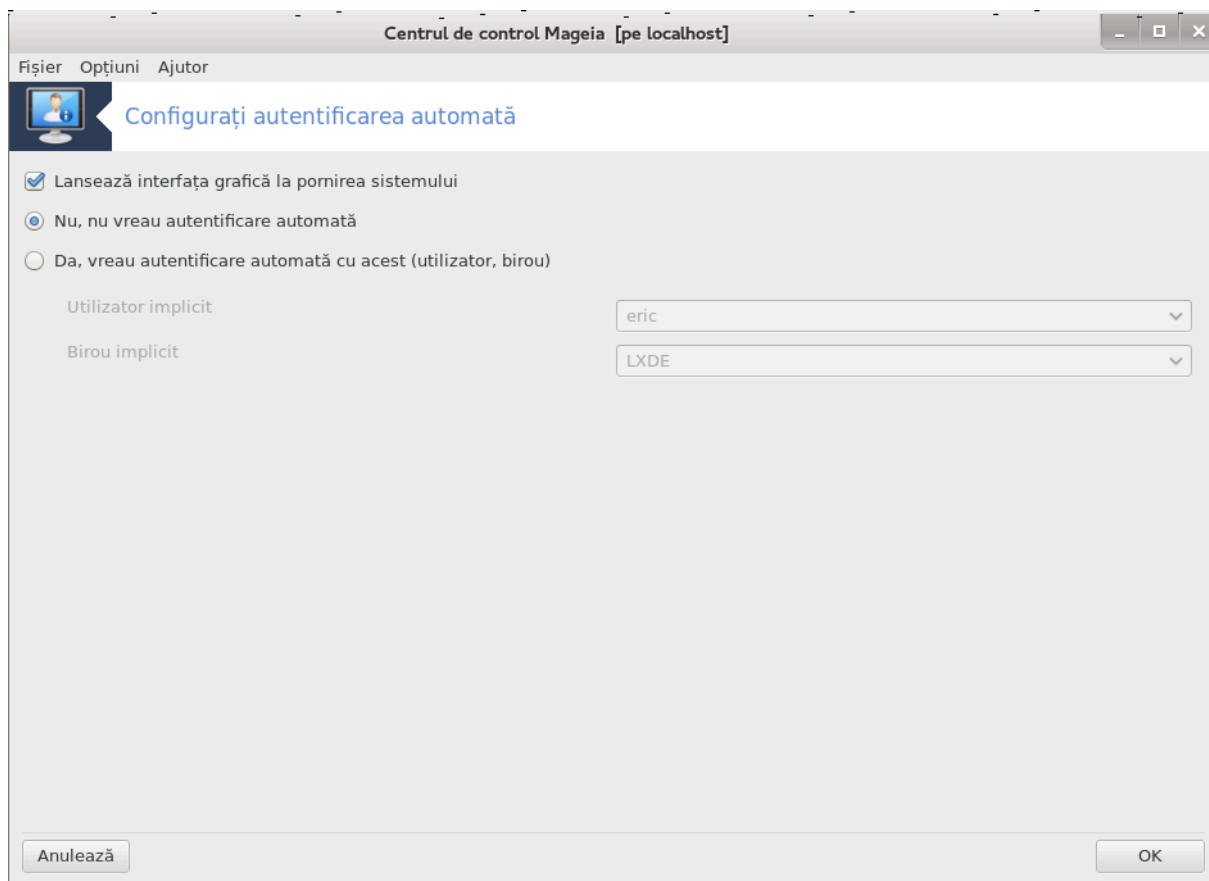 Centrul de control Mageia [pe localhost]
Fișier Opțiuni Ajutor
Configurați autentificarea automată
Lansează interfața grafică la pornirea sistemului
Nu, nu vreau autentificare automată
Da, vreau autentificare automată cu acest (utilizator, birou)
Utilizator implicit
eric
Birou implicit
LXDE
Anulează
OK